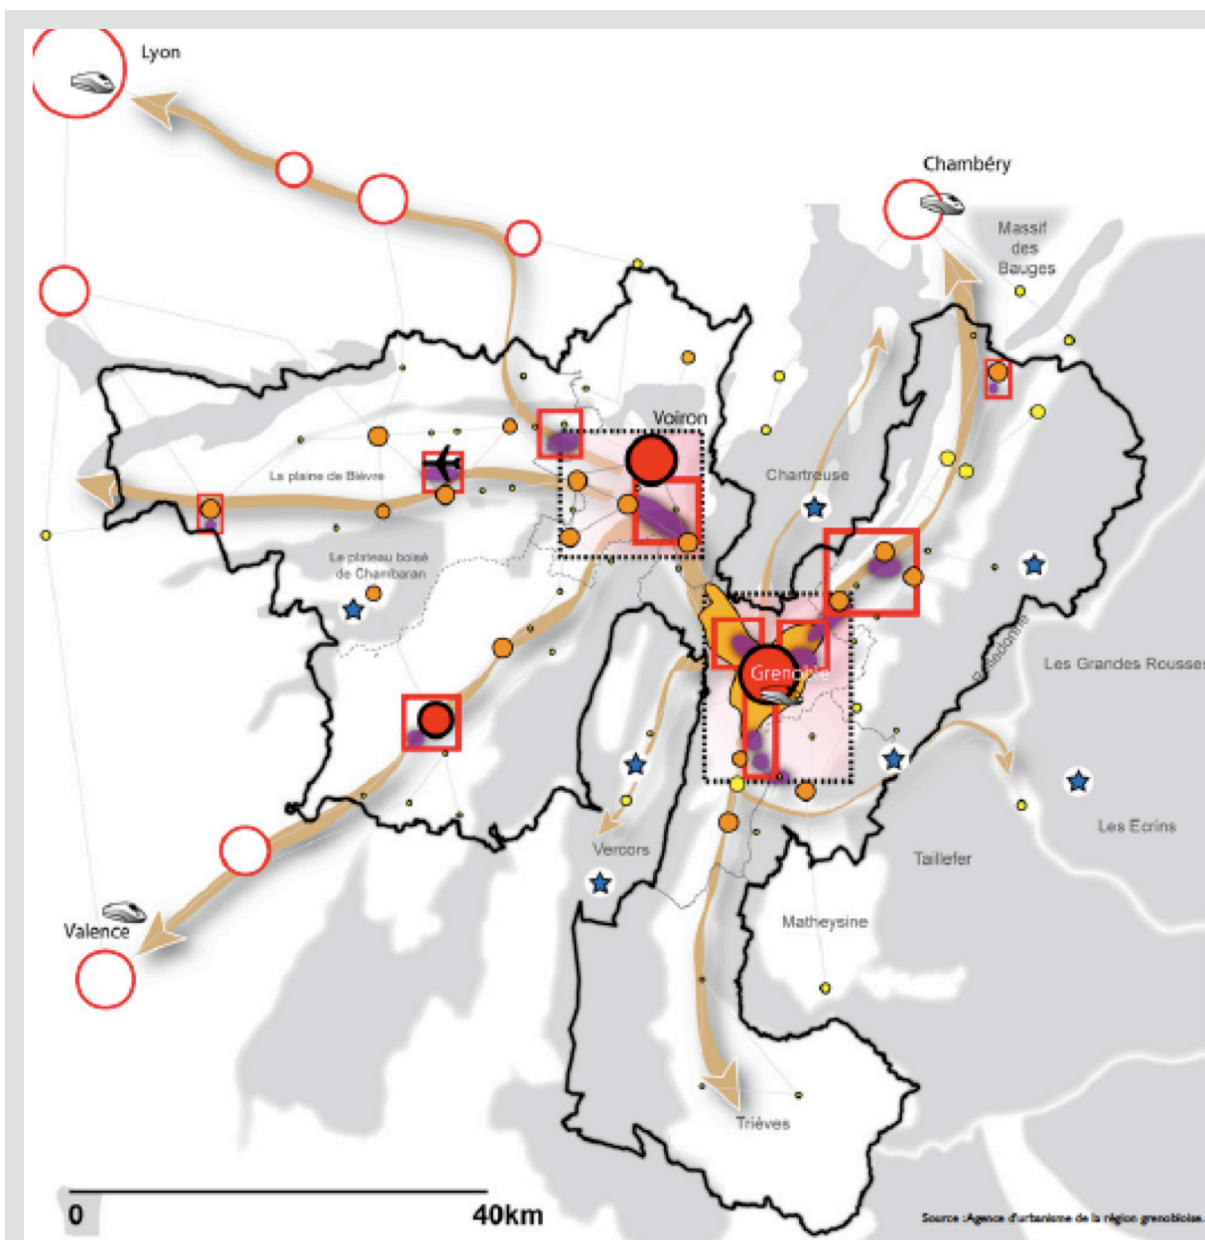 Lyon
Chambéry
Massif
des
Bauges
Voiron
La plaine de Bièvre
Chartreuse
Le plateau boisé
de Chambaran
Les Grandes Rousses
Grenoble
Les Ecrins
Vercors
Taillefer
Matheysine
Valence
Trièves
0
40km
Source :Agence d'urbanisme de la région grenobloise.